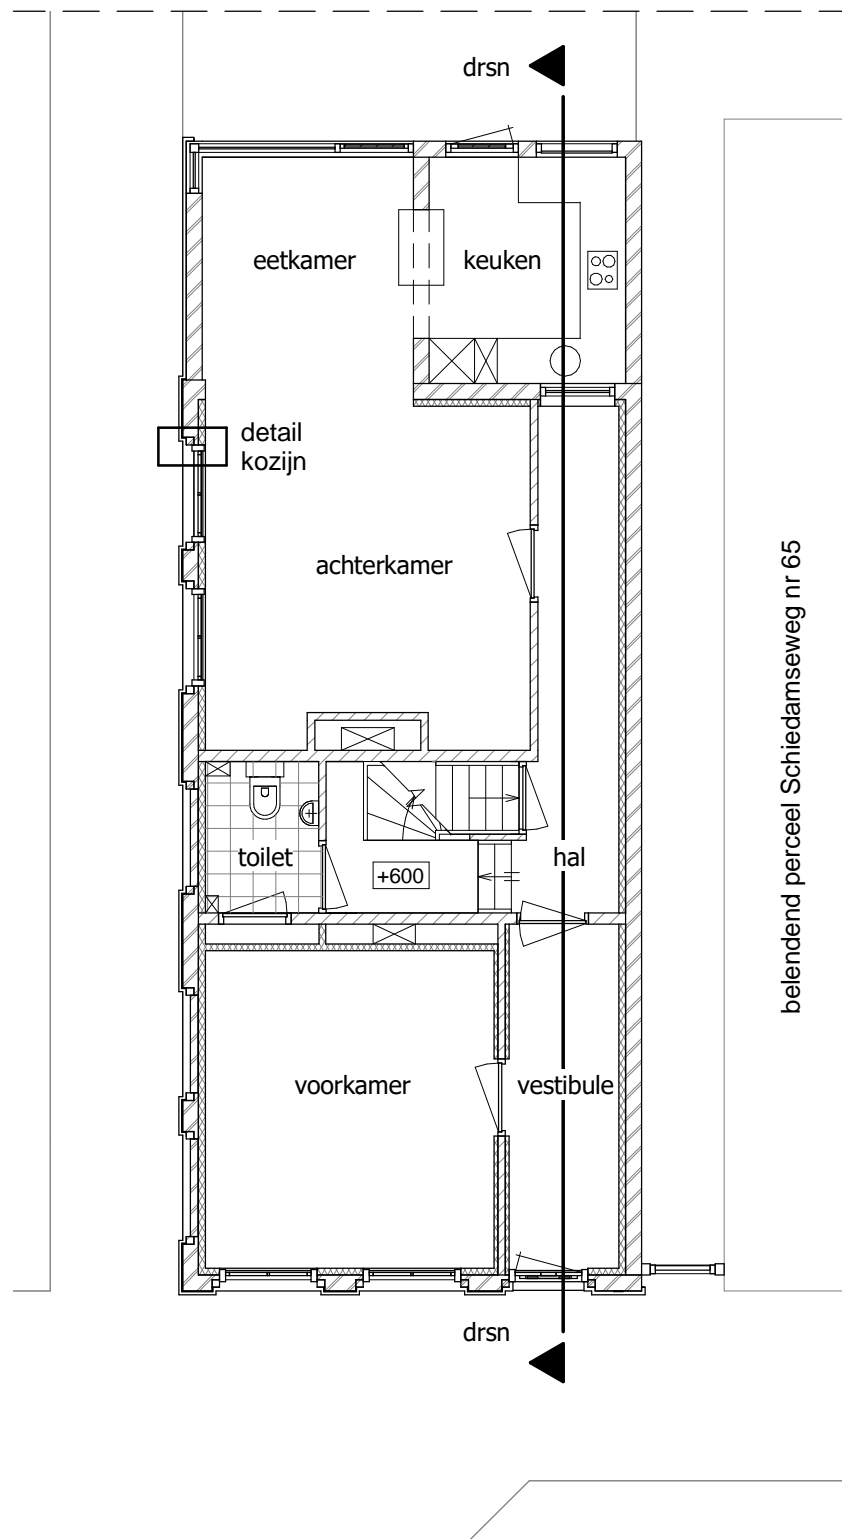 drsn
eetkamer
keuken
detail
kozijn
achterkamer
belendend perceel Schiedamseweg nr 65
toilet
+600
hal
voorkamer
vestibule
drsn